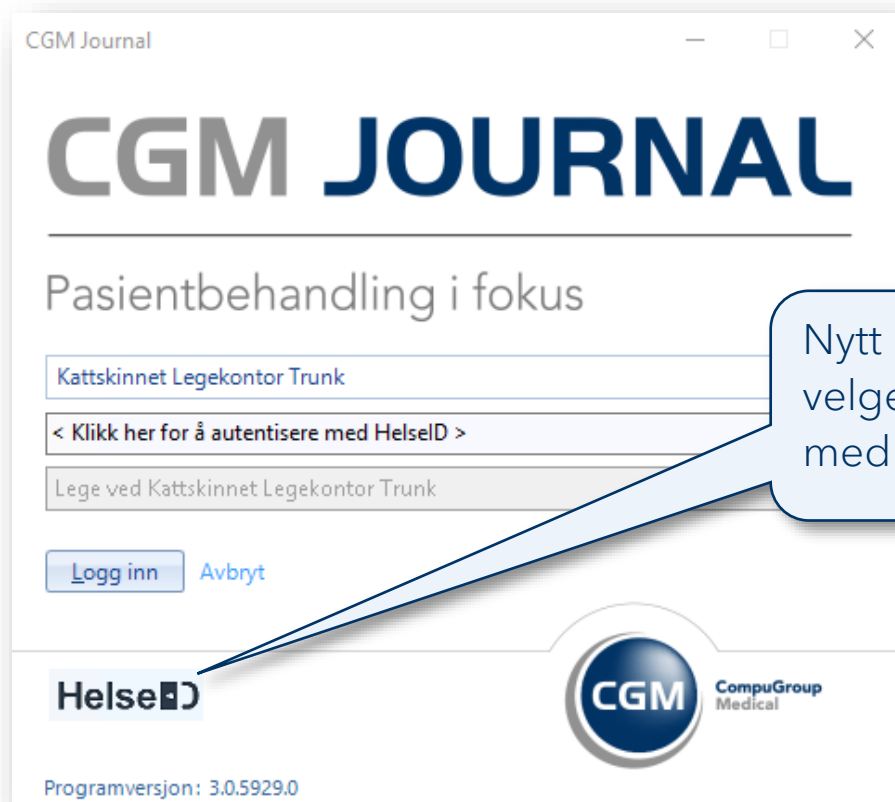 CGM Journal
CGM JOURNAL
Pasientbehandling i fokus
Kattskinnet Legekontor Trunk
< Klikk her for å autentisere med HelseID >
Lege ved Kattskinnet Legekontor Trunk
Nytt
velge
med
Logg inn Avbryt
HelseID
CGM
CompuGroup
Medical
Programversjon: 3.0.5929.0